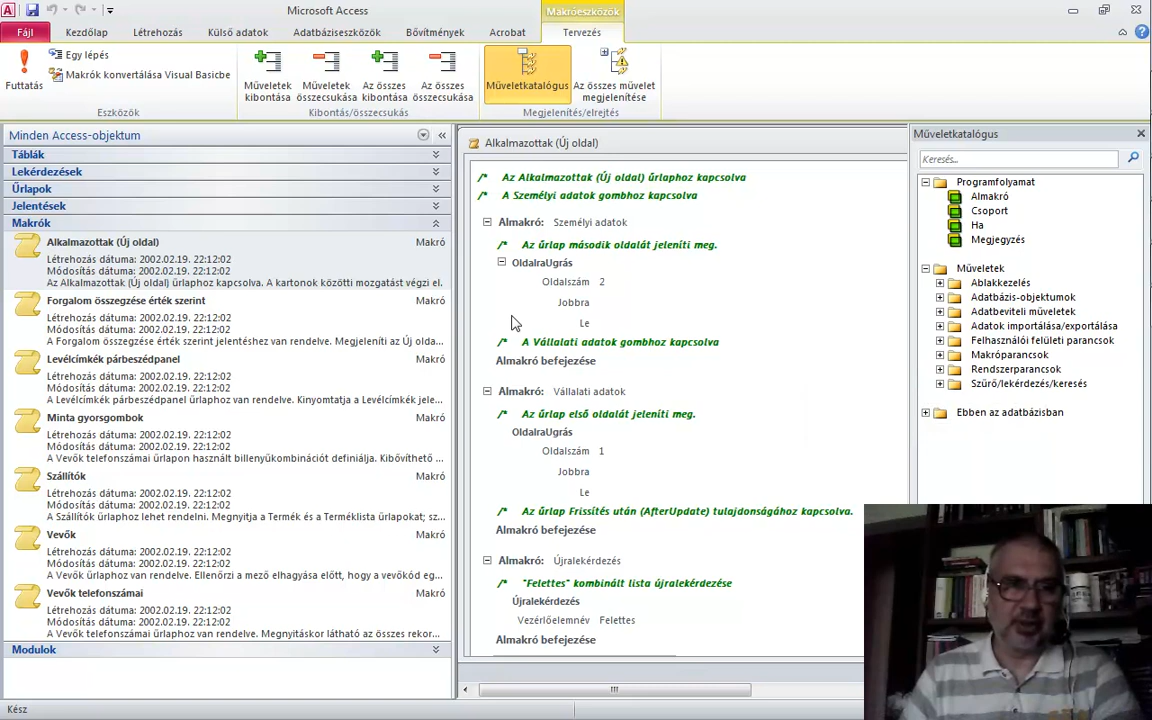 Microsoft Access
Makróeszközök
Fájl
Kezdőlap
Létrehozás
Külső adatok
Adatbáziseszközök
Bővítmények
Acrobat
Tervezés
Futtatás
Egy lépés
Makrók konvertálása Visual Basicbe
Eszközök
Műveletek kibontása
Műveletek összecsukása
Az összes kibontása
Az összes összecsukása
Kibontás/összecsukás
Műveletkatalógus
Az összes művelet megjelenítése
Megjelenítés/elrejtés
Minden Access-objektum
Táblák
Lekérdezések
Űrlapok
Jelentések
Makrók
Alkalmazottak (Új oldal) Makró
Létrehozás dátuma: 2002.02.19. 22:12:02
Módosítás dátuma: 2002.02.19. 22:12:02
Az Alkalmazottak (Új oldal) űrlaphoz kapcsolva. A kartonok közötti mozgatást végzi el.
Forgalom összegzése érték szerint Makró
Létrehozás dátuma: 2002.02.19. 22:12:02
Módosítás dátuma: 2002.02.19. 22:12:02
A Forgalom összegzése érték szerint jelentéshez van rendelve. Megjeleníti az Új olda...
Levélcímkék párbeszédpanel Makró
Létrehozás dátuma: 2002.02.19. 22:12:02
Módosítás dátuma: 2002.02.19. 22:12:02
A Levélcímkék párbeszédpanel űrlaphoz van rendelve. Kinyomtatja a Levélcímkék jele...
Minta gyorsgombok Makró
Létrehozás dátuma: 2002.02.19. 22:12:02
Módosítás dátuma: 2002.02.19. 22:12:02
A Vevők telefonszámai űrlapon használt billenyűkombinációt definiálja. Kibővíthető ...
Szállítók Makró
Létrehozás dátuma: 2002.02.19. 22:12:02
Módosítás dátuma: 2002.02.19. 22:12:02
A Szállítók űrlaphoz lehet rendelni. Megnyitja a Termék és a Terméklista űrlapokat; sz...
Vevők Makró
Létrehozás dátuma: 2002.02.19. 22:12:02
Módosítás dátuma: 2002.02.19. 22:12:02
A Vevők űrlaphoz van rendelve. Ellenőrzi a mező elhagyása előtt, hogy a vevőkód eg...
Vevők telefonszámai Makró
Létrehozás dátuma: 2002.02.19. 22:12:02
Módosítás dátuma: 2002.02.19. 22:12:02
A Vevők telefonszámai űrlaphoz van rendelve. Megnyitáskor látható az összes rekor...
Modulok
Kész
Alkalmazottak (Új oldal)
/* Az Alkalmazottak (Új oldal) űrlaphoz kapcsolva
/* A Személyi adatok gombhoz kapcsolva
Almakró: Személyi adatok
/* Az űrlap második oldalát jeleníti meg.
OldalraUgrás
Oldalszám 2
Jobbra
Le
/* A Vállalati adatok gombhoz kapcsolva
Almakró befejezése
Almakró: Vállalati adatok
/* Az űrlap első oldalát jeleníti meg.
OldalraUgrás
Oldalszám 1
Jobbra
Le
/* Az űrlap Frissítés után (AfterUpdate) tulajdonságához kapcsolva.
Almakró befejezése
Almakró: Újralekérdezés
/* "Felettes" kombinált lista újralekérdezése
Újralekérdezés
Vezérlőelemnév Felettes
Almakró befejezése
Műveletkatalógus
Keresés...
Programfolyamat
Almakró
Csoport
Ha
Megjegyzés
Műveletek
Ablakkezelés
Adatbázis-objektumok
Adatbeviteli műveletek
Adatok importálása/exportálása
Felhasználói felületi parancsok
Makróparancsok
Rendszerparancsok
Szűrő/lekérdezés/keresés
Ebben az adatbázisban